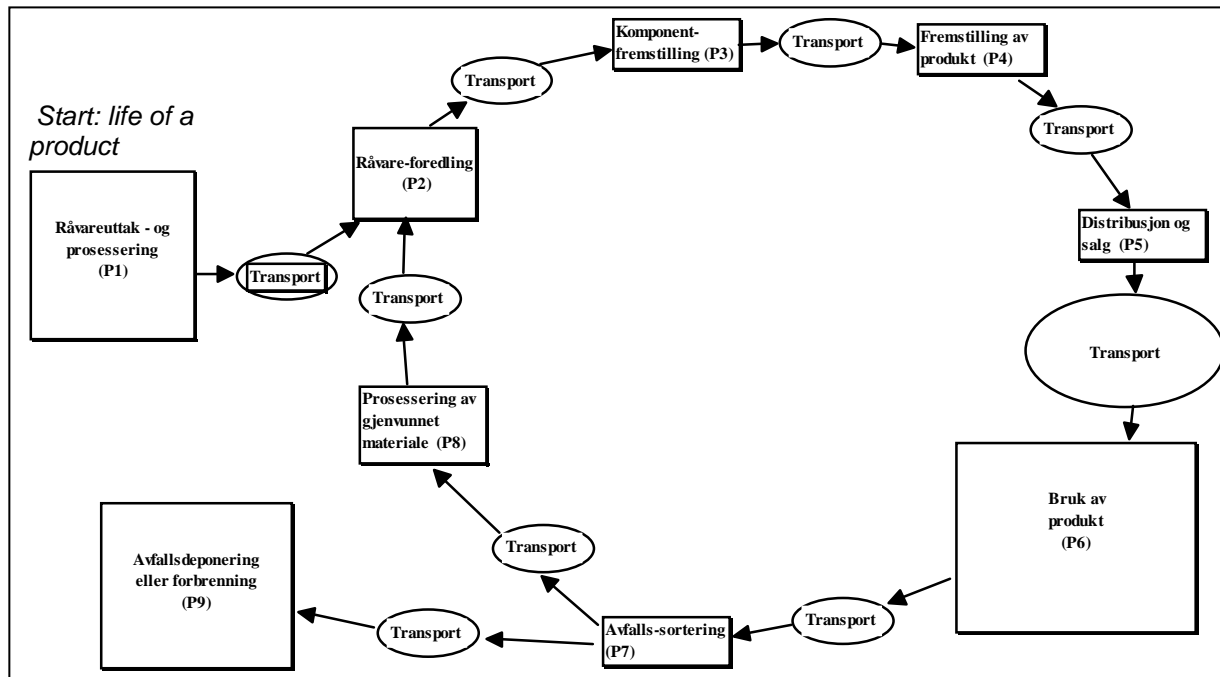 Start: life of a
product
Råvareuttak - og
prosessering
(P1)
Transport
Råvare-foredling
(P2)
Transport
Komponent-
fremstilling (P3)
Transport
Fremstilling av
produkt (P4)
Transport
Distribusjon og
salg (P5)
Transport
Bruk av
produkt
(P6)
Transport
Avfalls-sortering
(P7)
Transport
Prosessering av
gjenvunnet
materiale (P8)
Transport
Transport
Avfallsdeponering
eller forbrenning
(P9)